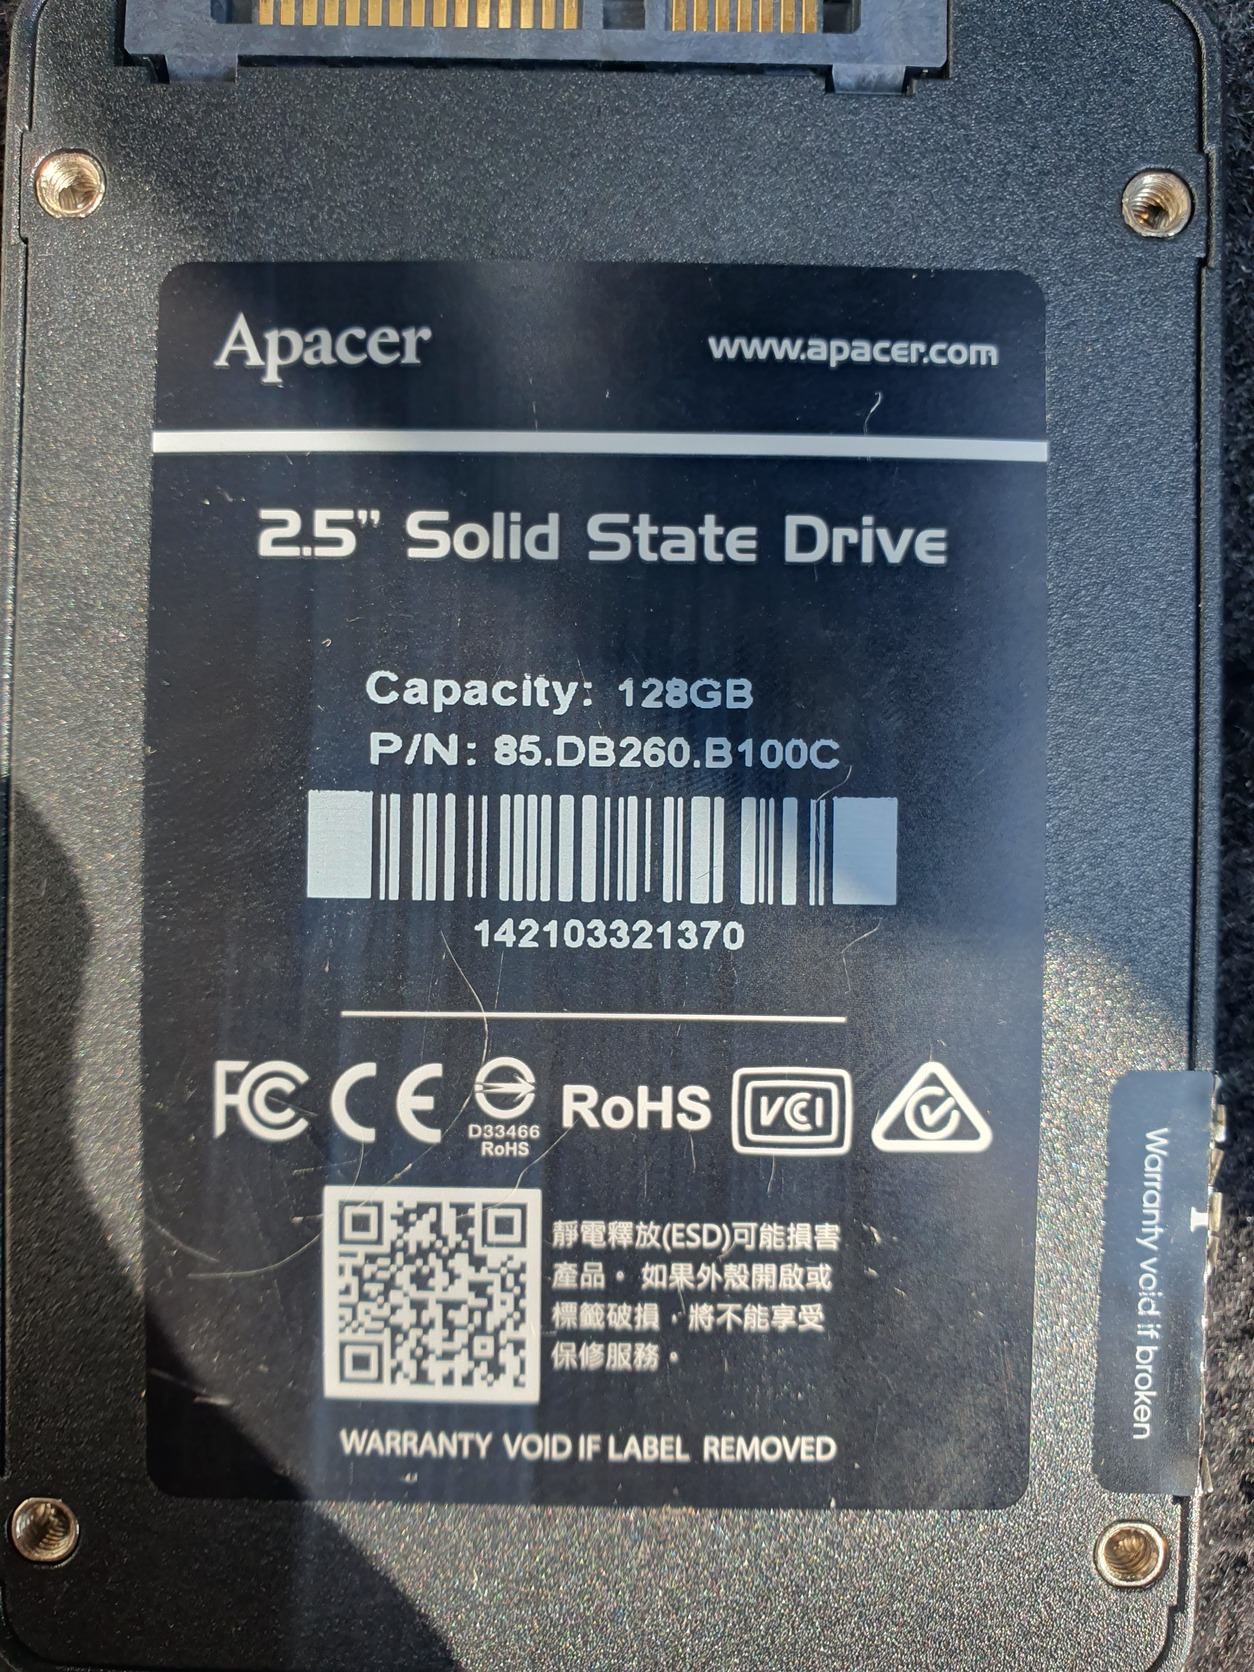 Apacer
www.apacer.com
2.5" Solid State Drive
Capacity: 128GB
P/N: 85.DB260.B100C
142103321370
FC CE
D33466
RoHS
RoHS
VCCI
靜電釋放(ESD)可能損害
產品。如果外殼開啟或
標籤破損，將不能享受
保修服務。
WARRANTY VOID IF LABEL REMOVED
Warranty void if broken